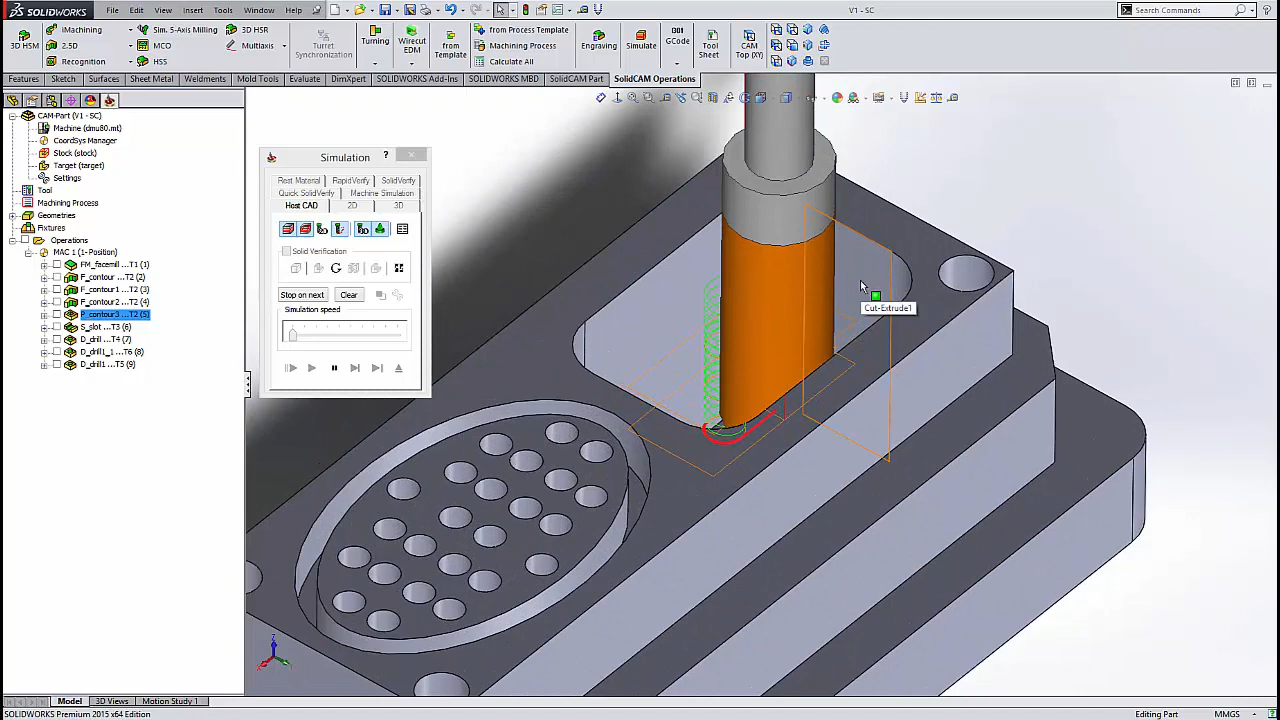 SOLIDWORKS File Edit View Insert Tools Window Help V1 - SC Search Commands ?
3D HSM iMachining 2.5D Recognition Sim. 5-Axis Milling MCO HSS 3D HSR Multiaxis Turret Synchronization Turning Wirecut EDM from Template from Process Template Machining Process Calculate All Engraving Simulate GCode Tool Sheet CAM Top (XY)
Features Sketch Surfaces Sheet Metal Weldments Mold Tools Evaluate DimXpert SOLIDWORKS Add-Ins SOLIDWORKS MBD SolidCAM Part SolidCAM Operations
CAM-Part (V1 - SC)
Machine (dmu80.mt)
CoordSys Manager
Stock (stock)
Target (target)
Settings
Tool
Machining Process
Geometries
Fixtures
Operations
MAC 1 (1- Position)
FM_facemill ...T1 (1)
F_contour ...T2 (2)
F_contour1 ...T2 (3)
F_contour2 ...T2 (4)
P_contour3 ...T2 (5)
S_slot ...T3 (6)
D_drill ...T4 (7)
D_drill1_1 ...T6 (8)
D_drill1 ...T5 (9)
Simulation ?
Rest Material RapidVerify SolidVerify
Quick SolidVerify Machine Simulation
Host CAD 2D 3D
Solid Verification
Stop on next Clear
Simulation speed
Cut-Extrude1
Z
Model 3D Views Motion Study 1
SOLIDWORKS Premium 2015 x64 Edition Editing Part MMGS